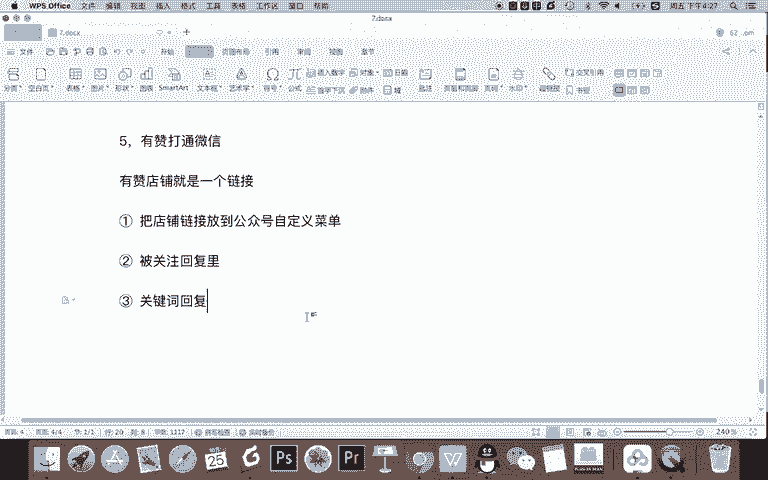 WPS Office 文件 编辑 视图 插入 格式 工具 表格 工作区 窗口 帮助 周五下午4:27
7.docx
7.docx
文件 开始 页面布局 引用 审阅 视图 章节
分页 空白页 表格 图片 形状 图表 SmartArt 文本框 艺术字 符号 公式 插入数字 首字下沉 对象 附件 日期 域 批注 页眉和页脚 页码 水印 超链接 交叉引用 书签
5，有赞打通微信
有赞店铺就是一个链接
① 把店铺链接放到公众号自定义菜单
② 被关注回复里
③ 关键词回复
页码: 4 页面: 4/4 节: 1/1 行: 20 列: 8 字数: 1117 拼写检查 240%
25
Ps
Pr